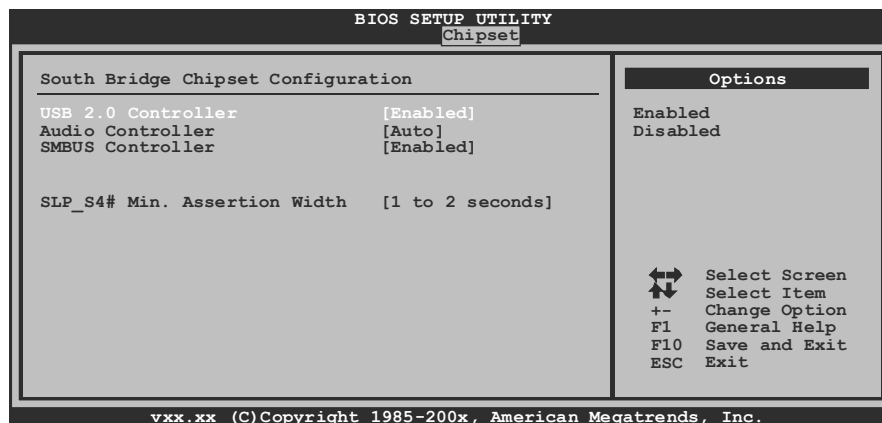 BIOS SETUP UTILITY
Chipset
South Bridge Chipset Configuration
USB 2.0 Controller [Enabled]
Audio Controller [Auto]
SMBUS Controller [Enabled]
SLP_S4# Min. Assertion Width [1 to 2 seconds]
Options
Enabled
Disabled
Select Screen
Select Item
+- Change Option
F1 General Help
F10 Save and Exit
ESC Exit
vxx.xx (C)Copyright 1985-200x, American Megatrends, Inc.